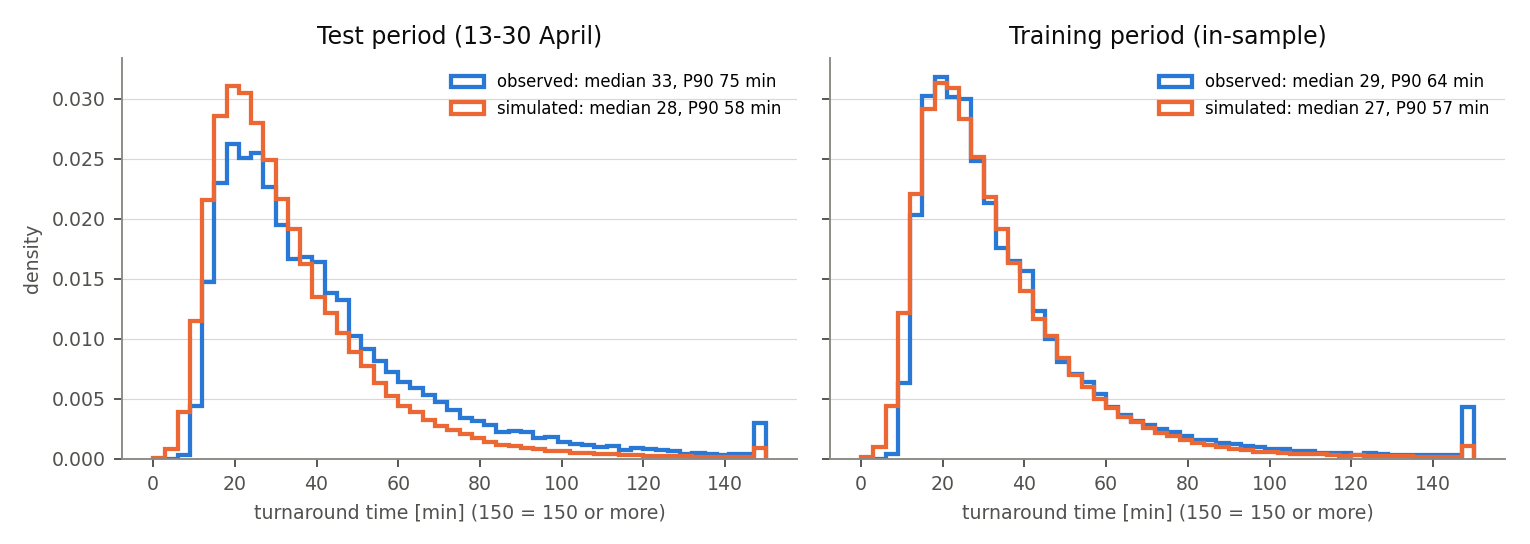 Test period (13-30 April)
observed: median 33, P90 75 min
simulated: median 28, P90 58 min
density
0.030
0.025
0.020
0.015
0.010
0.005
0.000
0 20 40 60 80 100 120 140
turnaround time [min] (150 = 150 or more)
Training period (in-sample)
observed: median 29, P90 64 min
simulated: median 27, P90 57 min
0 20 40 60 80 100 120 140
turnaround time [min] (150 = 150 or more)